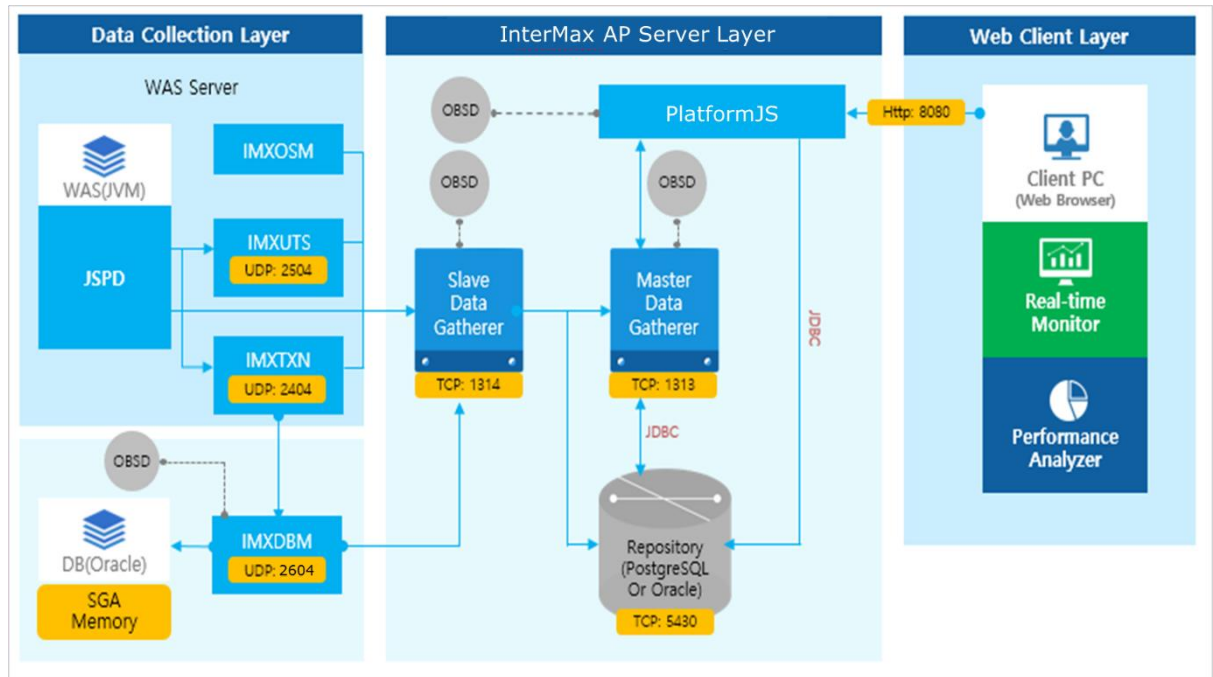 Data Collection Layer
WAS Server
WAS(JVM)
JSPD
IMXOSM
IMXUTS
UDP: 2504
IMXTXN
UDP: 2404
OBSD
DB(Oracle)
SGA
Memory
IMXDBM
UDP: 2604
InterMax AP Server Layer
OBSD
PlatformJS
OBSD
OBSD
Slave
Data
Gatherer
TCP: 1314
Master
Data
Gatherer
TCP: 1313
JDBC
JDBC
Repository
(PostgreSQL
Or Oracle)
TCP: 5430
Web Client Layer
Http: 8080
Client PC
(Web Browser)
Real-time
Monitor
Performance
Analyzer